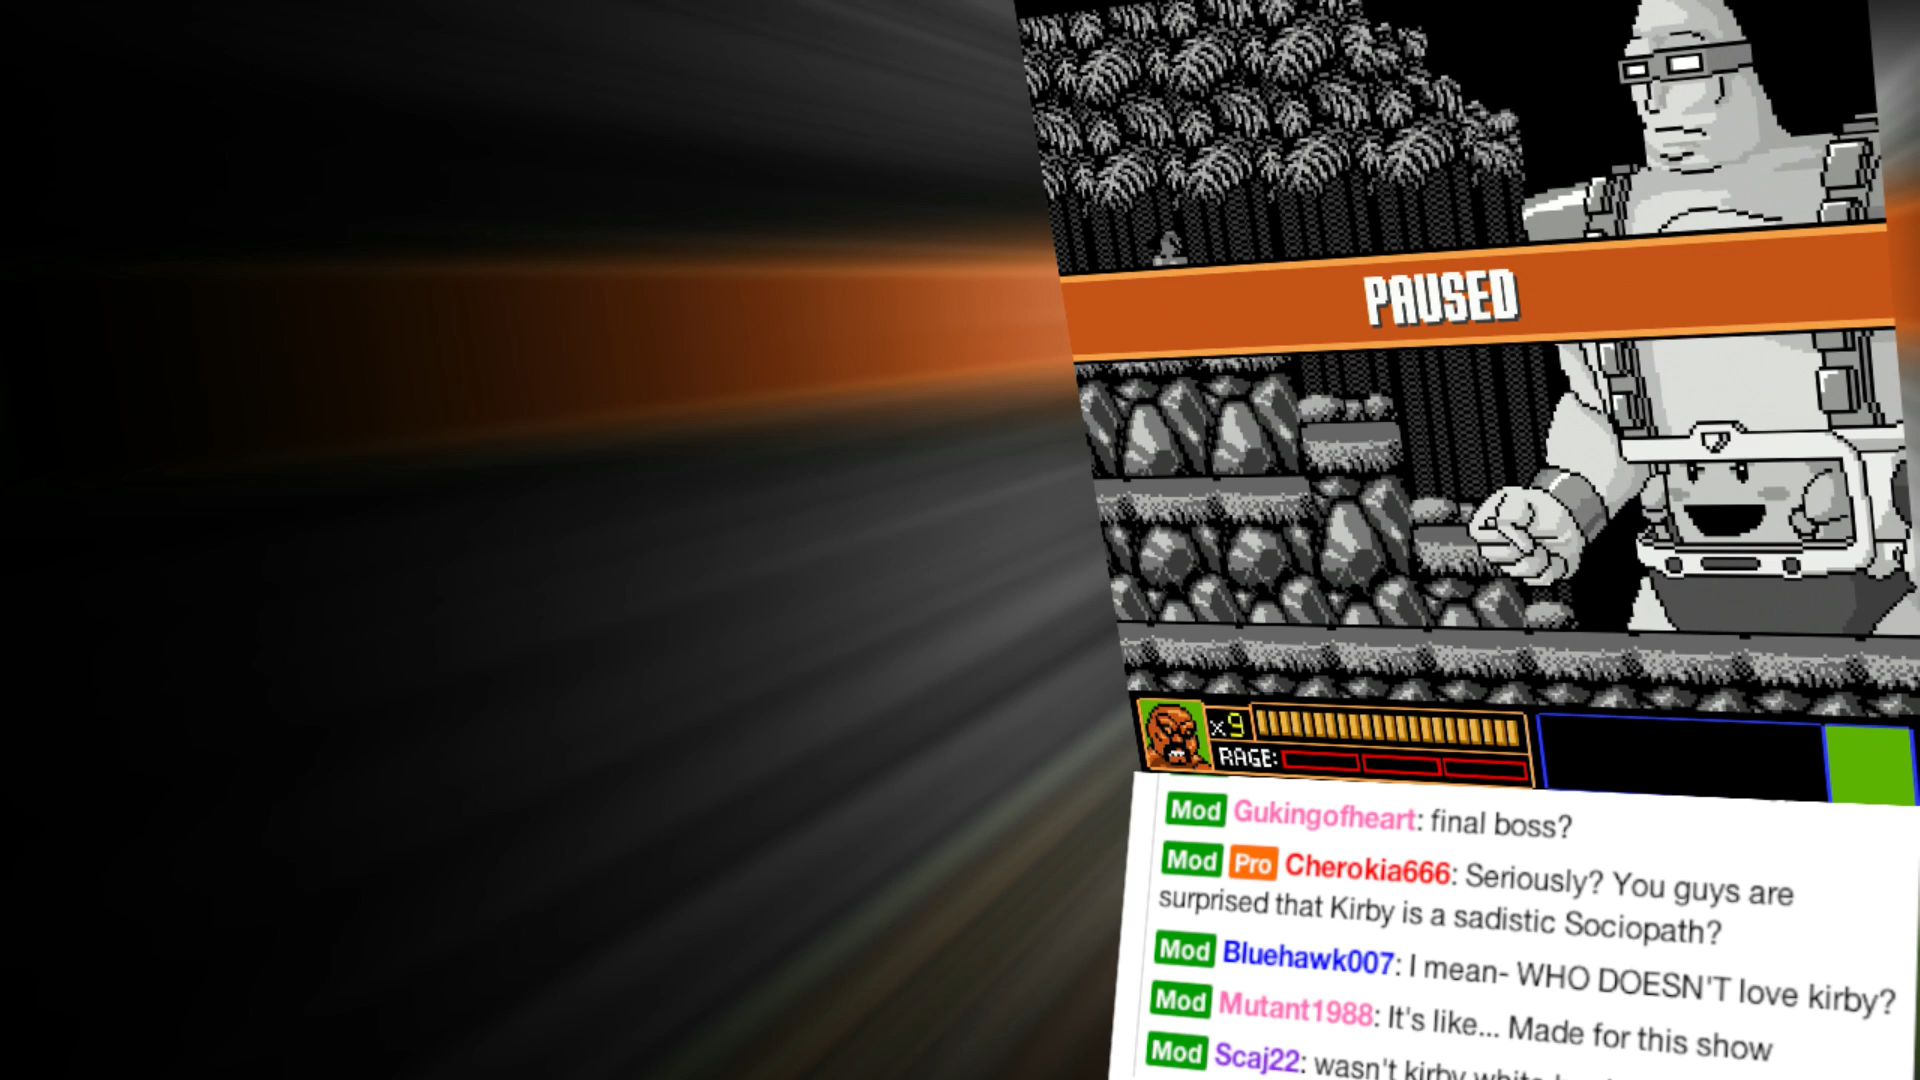 PAUSED
x9
RAGE:
Mod Gukingofheart: final boss?
Mod Pro Cherokia666: Seriously? You guys are
surprised that Kirby is a sadistic Sociopath?
Mod Bluehawk007: I mean- WHO DOESN'T love kirby?
Mod Mutant1988: It's like... Made for this show
Mod Scaj22: wasn't kirby white